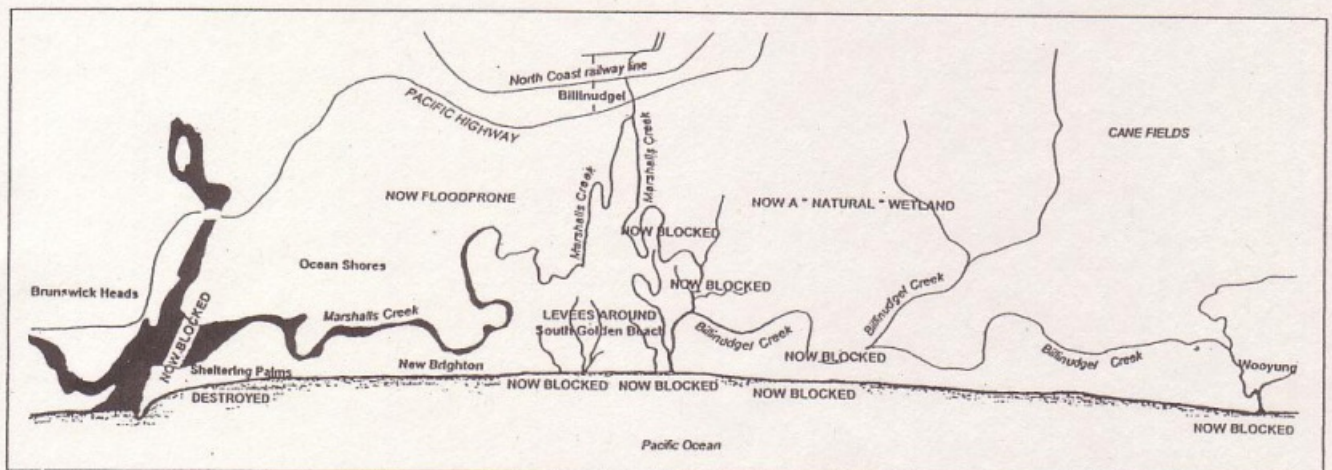 North Coast railway line
Billlnudgel
PACIFIC HIGHWAY
CANE FIELDS
Marshalls Creek
Marshalls Creek
NOW FLOODPRONE
NOW A " NATURAL " WETLAND
NOW BLOCKED
Ocean Shores
Brunswick Heads
NOW BLOCKED
NOW BLOCKED
Marshalls Creek
LEVEES AROUND
South Golden Beach
Billinudgel Creek
Billinudgel Creek
Billinudgel Creek
NOW BLOCKED
Sheltering Palms
New Brighton
Wooyung
DESTROYED
NOW BLOCKED
NOW BLOCKED
NOW BLOCKED
NOW BLOCKED
Pacific Ocean